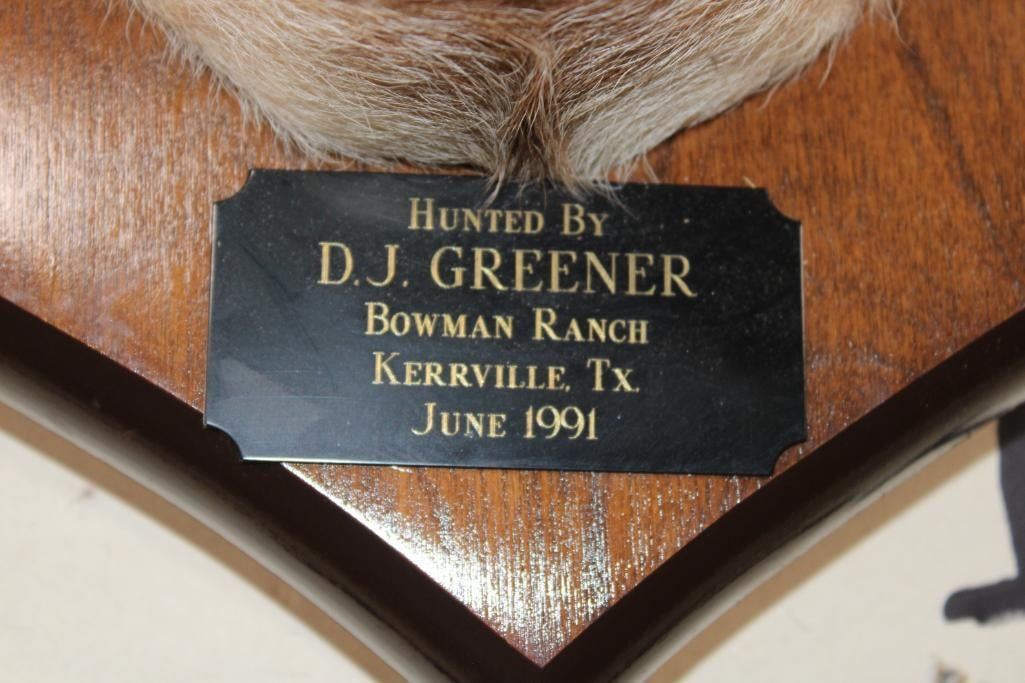 Hunted By
D.J. GREENER
Bowman Ranch
Kerrville, Tx.
June 1991